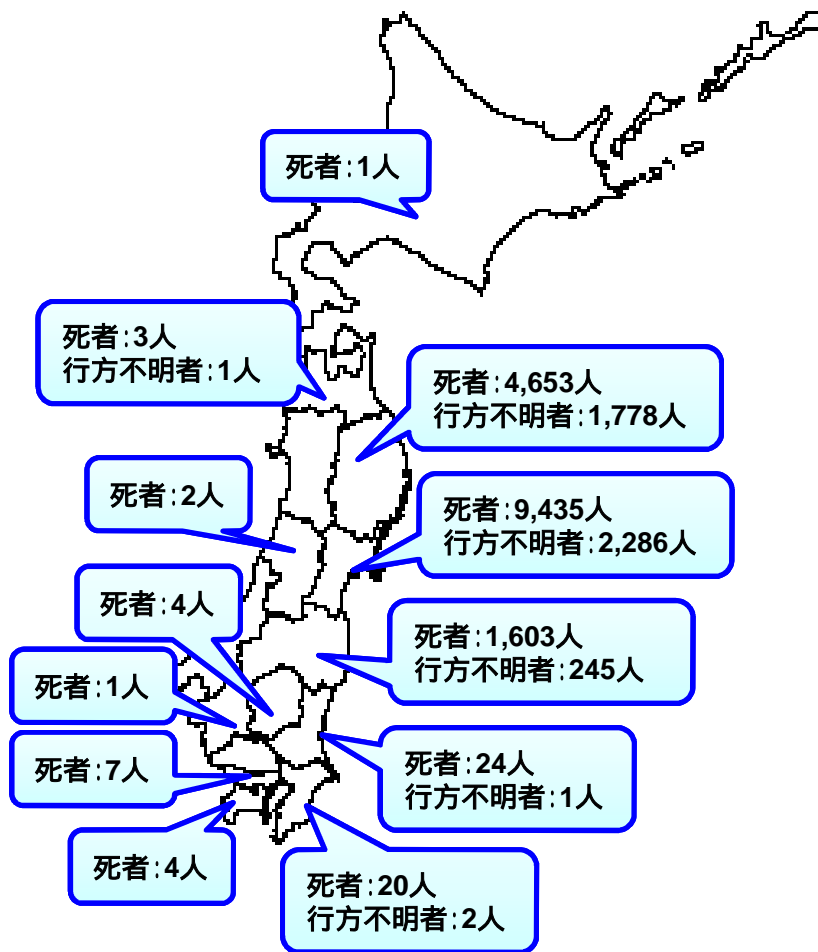 死者:1人
死者:3人
行方不明者:1人
死者:4,653人
行方不明者:1,778人
死者:2人
死者:9,435人
行方不明者:2,286人
死者:4人
死者:1,603人
行方不明者:245人
死者:1人
死者:7人
死者:24人
行方不明者:1人
死者:4人
死者:20人
行方不明者:2人